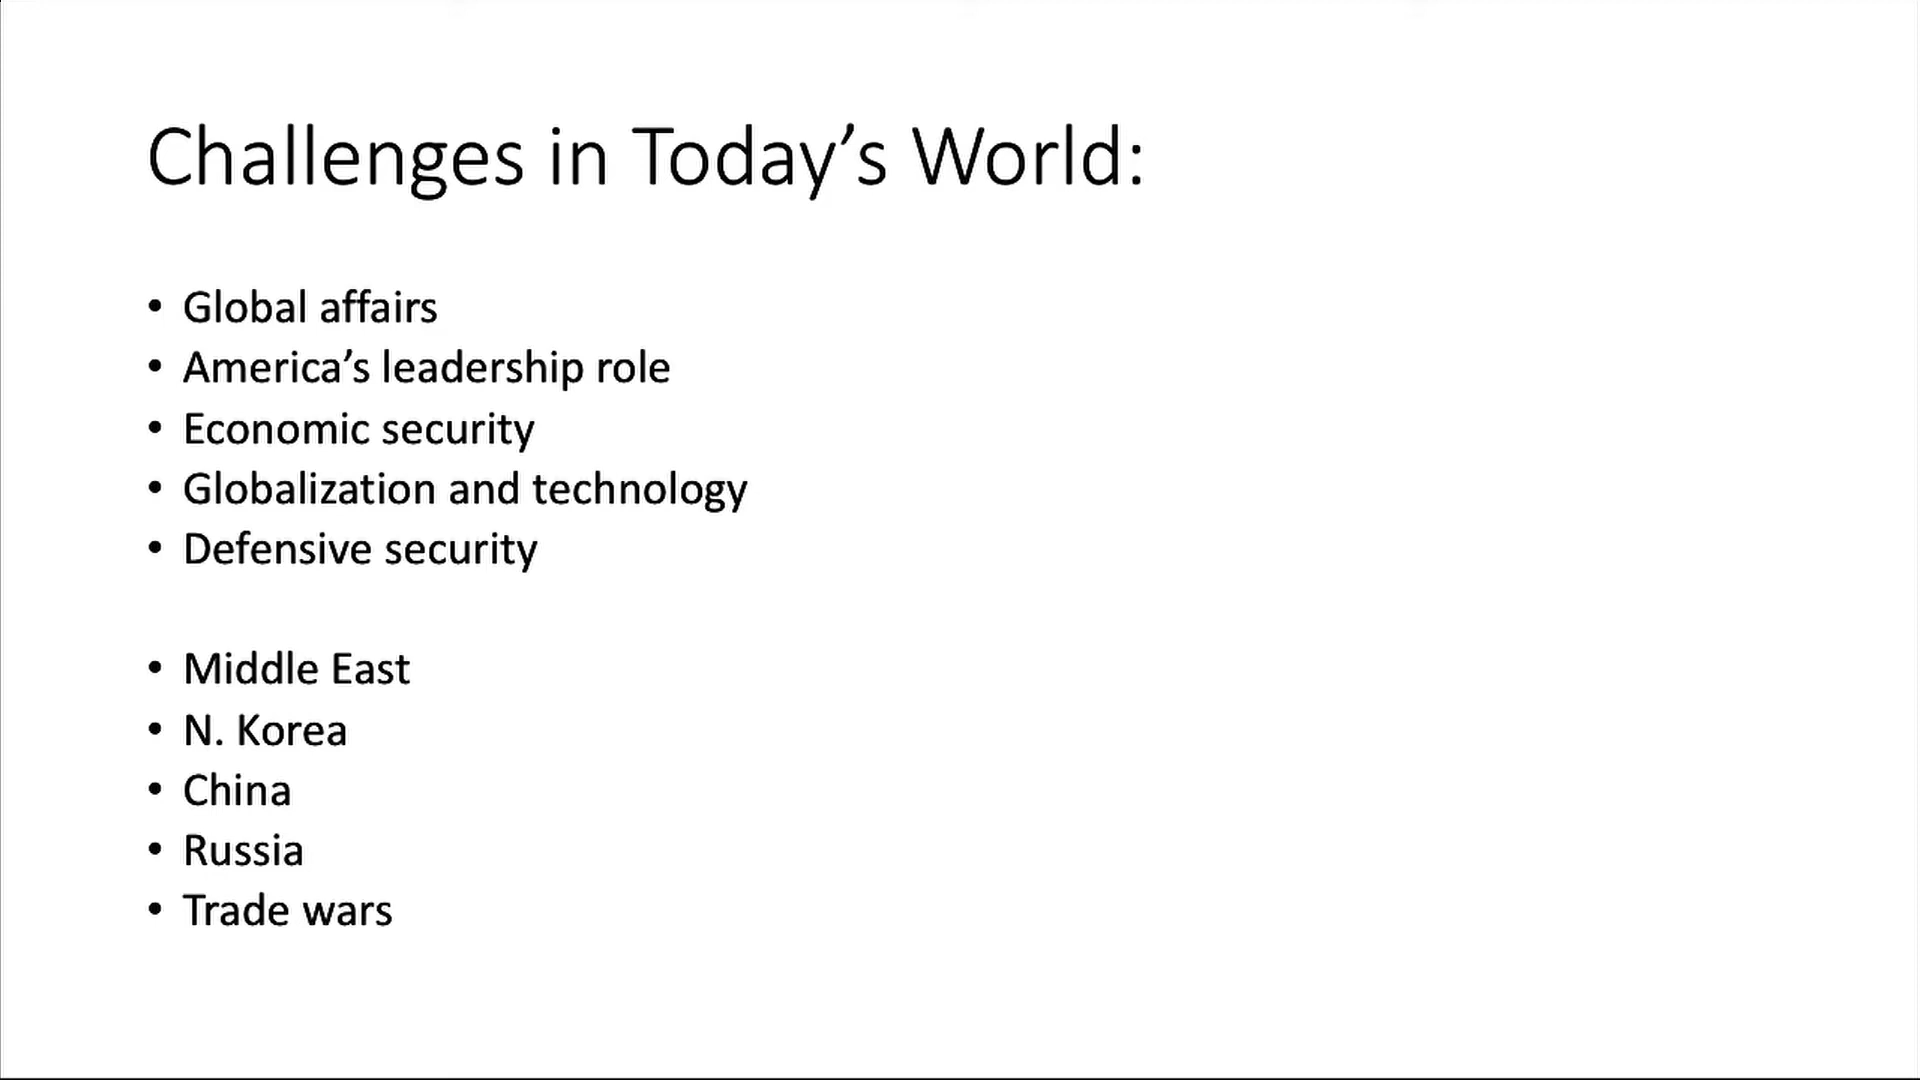 Challenges in Today’s World:
• Global affairs
• America’s leadership role
• Economic security
• Globalization and technology
• Defensive security
• Middle East
• N. Korea
• China
• Russia
• Trade wars